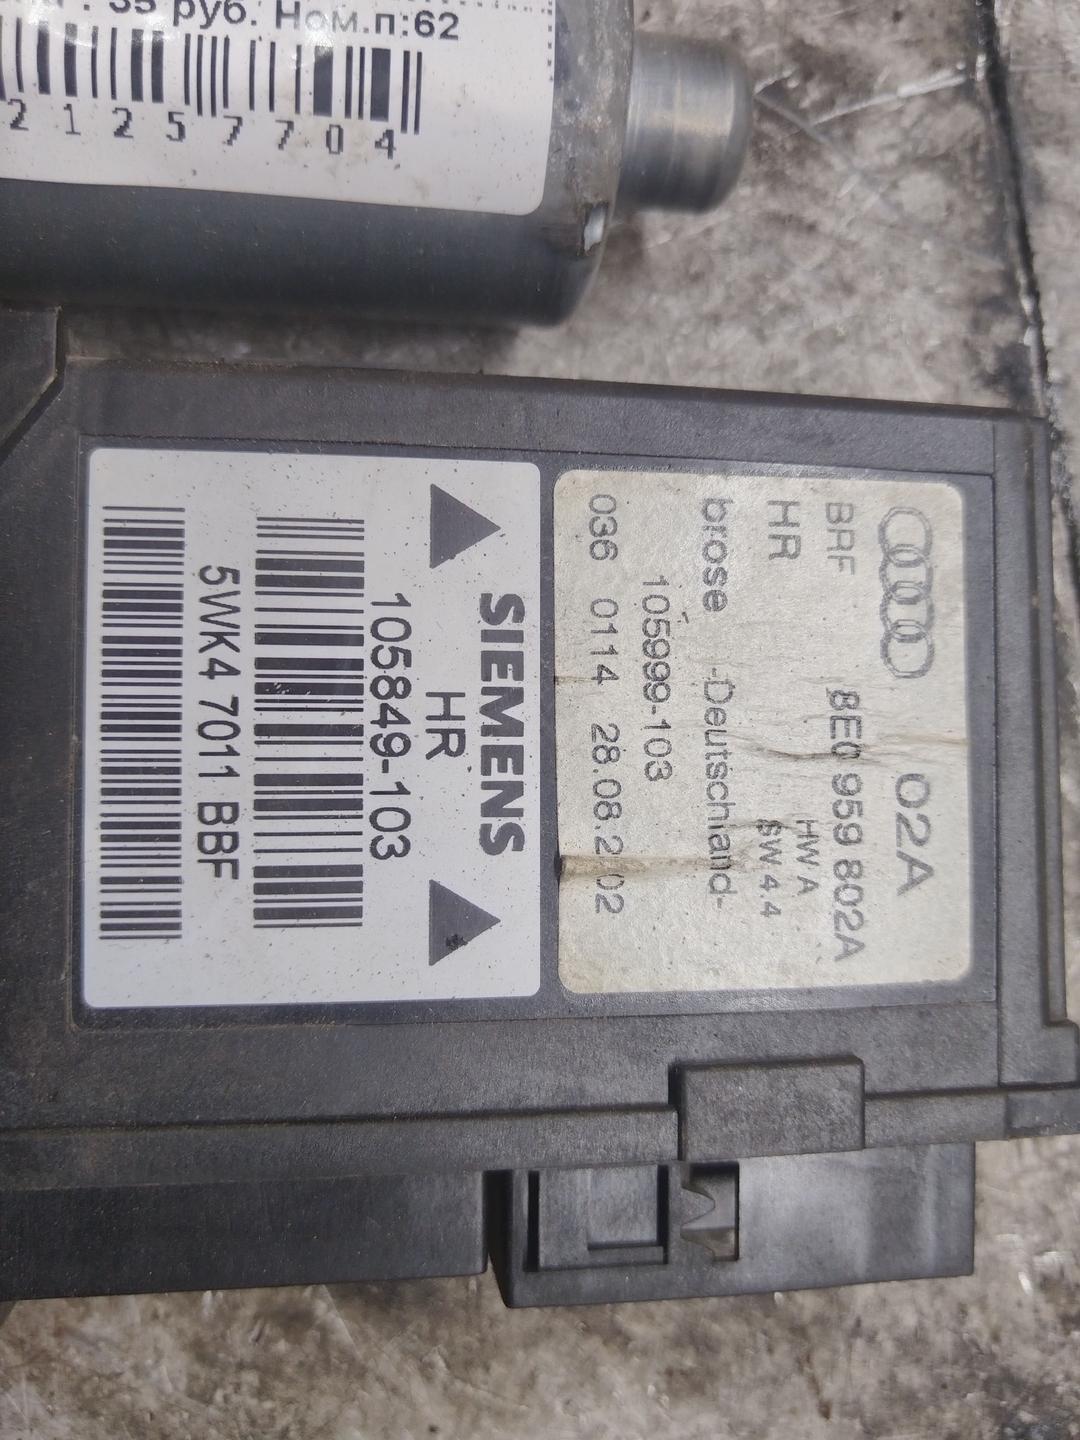 35 руб. Ном.п:62
21257704
02A
BRF 8E0 959 802A
HR HW A
SW 4.4
brose -Deutschland-
105999-103
036 0114 28.08.2002
SIEMENS
HR
105849-103
5WK4 7011 BBF